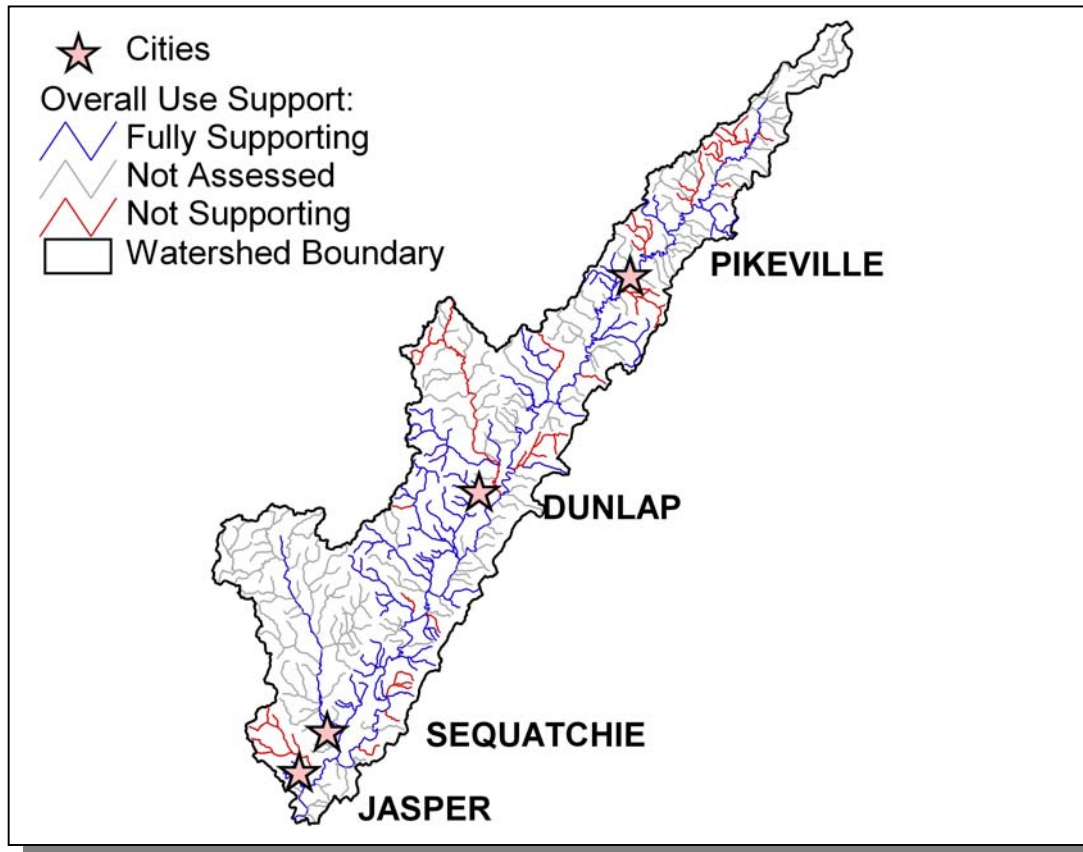 Cities
Overall Use Support:
Fully Supporting
Not Assessed
Not Supporting
Watershed Boundary
PIKEVILLE
DUNLAP
SEQUATCHIE
JASPER